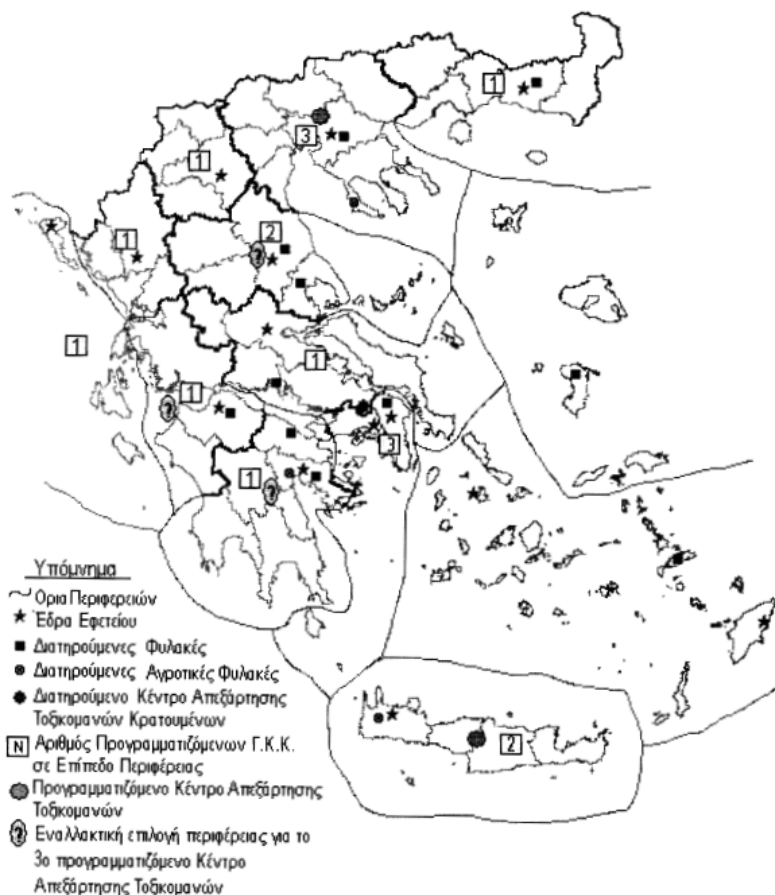 1
3
1
2
1
1
1
1
3
1
2
?
?
?
Υπόμνημα
Ορια Περιφερειών
Έδρα Εφετείου
Διατηρούμενες Φυλακές
Διατηρούμενες Αγροτικές Φυλακές
Διατηρούμενο Κέντρο Απεξάρτησης
Τοξικομανών Κρατουμένων
N Αριθμός Προγραμματιζόμενων Γ.Κ.Κ.
σε Επίπεδο Περιφέρειας
Προγραμματιζόμενο Κέντρο Απεξάρτησης
Τοξικομανών
? Εναλλακτική επιλογή περιφέρειας για το
3ο προγραμματιζόμενο Κέντρο
Απεξάρτησης Τοξικομανών